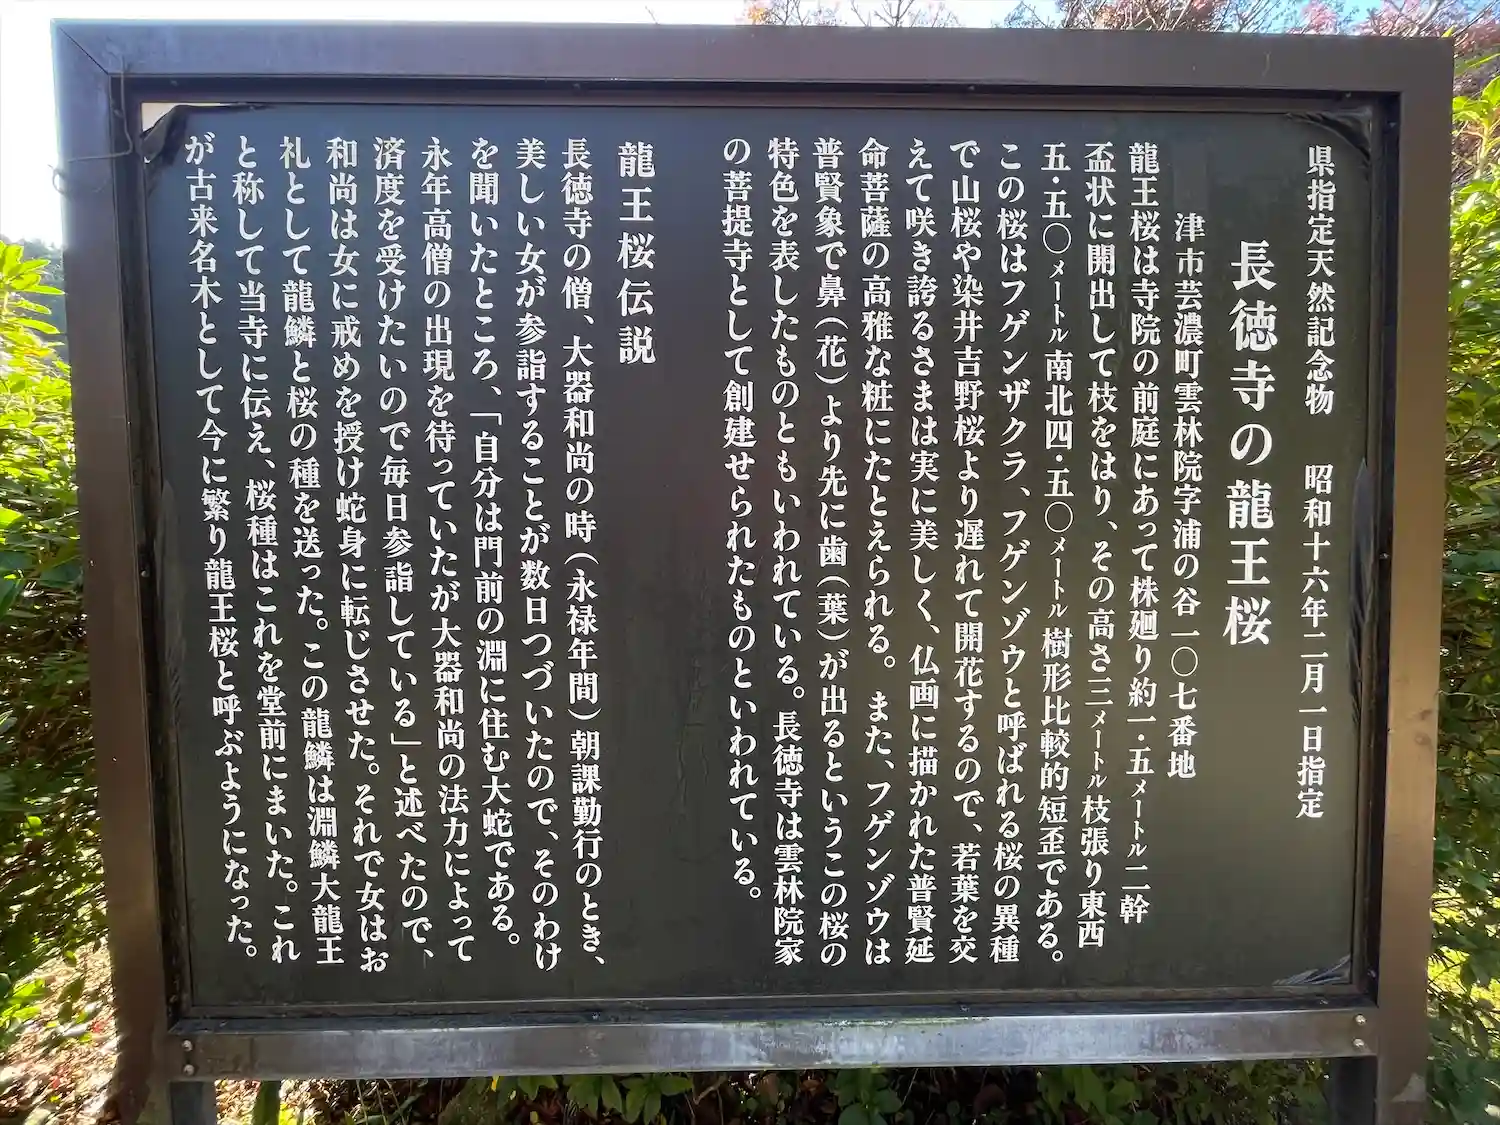 県指定天然記念物　昭和十六年二月一日指定
長徳寺の龍王桜
津市芸濃町雲林院字浦の谷一〇七番地
龍王桜は寺院の前庭にあって株廻り約一・五メートル二幹
盃状に開出して枝をはり、その高さ三メートル枝張り東西
五・五〇メートル南北四・五〇メートル樹形比較的短歪である。
この桜はフゲンザクラ、フゲンゾウと呼ばれる桜の異種
で山桜や染井吉野桜より遅れて開花するので、若葉を交
えて咲き誇るさまは実に美しく、仏画に描かれた普賢延
命菩薩の高雅な粧にたとえられる。また、フゲンゾウは
普賢象で鼻（花）より先に歯（葉）が出るというこの桜の
特色を表したものともいわれている。長徳寺は雲林院家
の菩提寺として創建せられたものといわれている。
龍王桜伝説
長徳寺の僧、大器和尚の時（永禄年間）朝課勤行のとき、
美しい女が参詣することが数日つづいたので、そのわけ
を聞いたところ、「自分は門前の淵に住む大蛇である。
永年高僧の出現を待っていたが大器和尚の法力によって
済度を受けたいので毎日参詣している」と述べたので、
和尚は女に戒めを授け蛇身に転じさせた。それで女はお
礼として龍鱗と桜の種を送った。この龍鱗は淵鱗大龍王
と称して当寺に伝え、桜種はこれを堂前にまいた。これ
が古来名木として今に繁り龍王桜と呼ぶようになった。